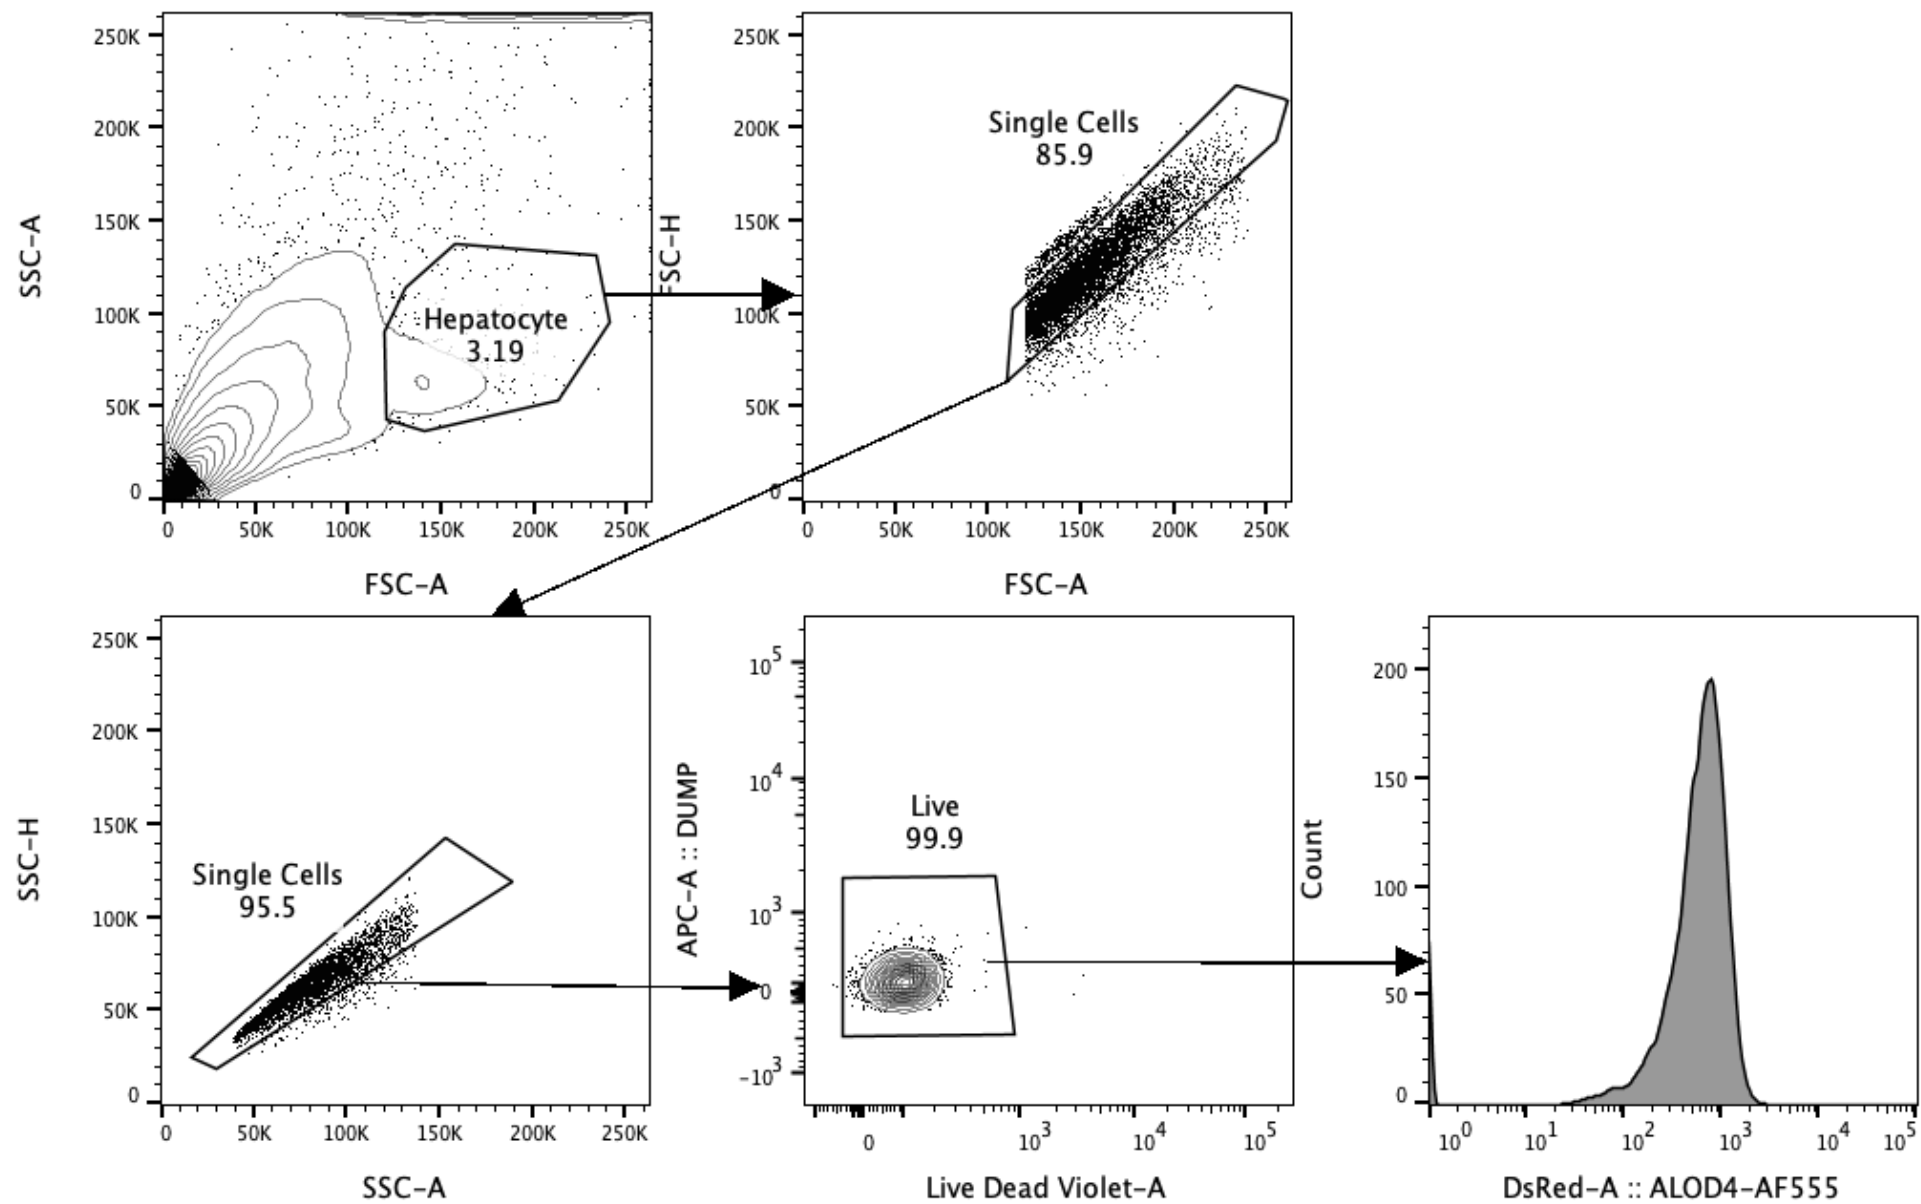 250K
200K
150K
100K
50K
0
SSC-A
Hepatocyte
3.19
0 50K 100K 150K 200K 250K
FSC-A
250K
200K
150K
100K
50K
0
FSC-H
Single Cells
85.9
0 50K 100K 150K 200K 250K
FSC-A
250K
200K
150K
100K
50K
0
SSC-H
Single Cells
95.5
0 50K 100K 150K 200K 250K
SSC-A
10^5
10^4
10^3
0
-10^3
APC-A :: DUMP
Live
99.9
0 10^3 10^4 10^5
Live Dead Violet-A
200
150
100
50
0
Count
10^0 10^1 10^2 10^3 10^4 10^5
DsRed-A :: ALOD4-AF555